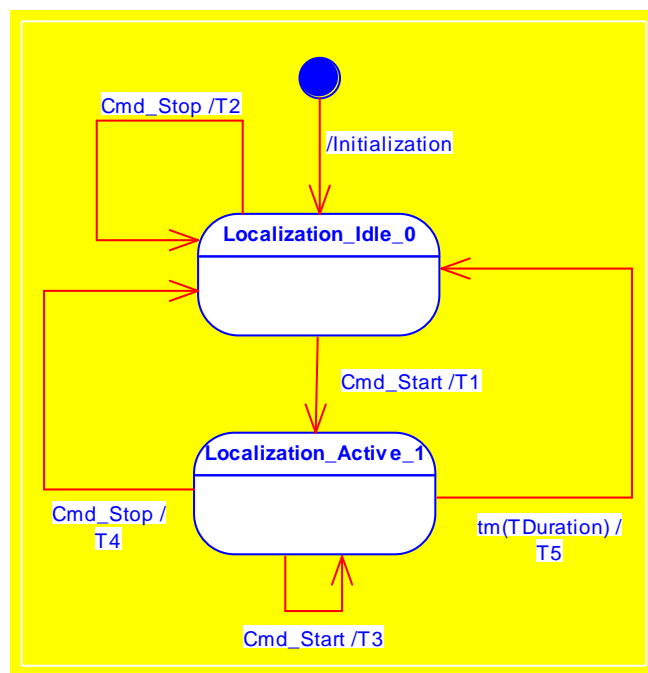 Cmd_Stop /T2
/Initialization
Localization_Idle_0
Cmd_Start /T1
Localization_Active_1
Cmd_Stop /
T4
tm(TDuration) /
T5
Cmd_Start /T3